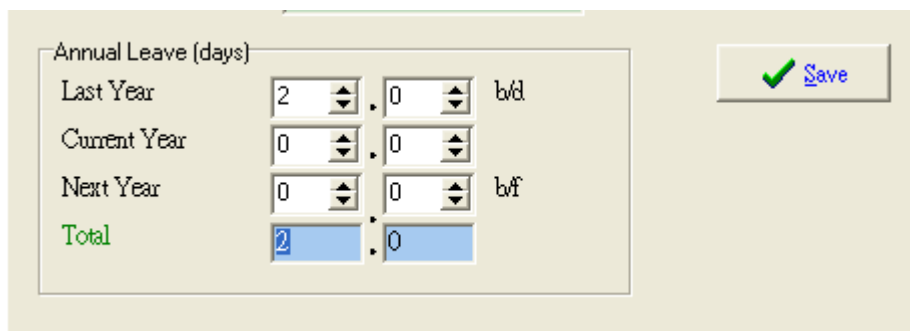 Annual Leave (days)
Last Year 2 . 0 b/d
Save
Current Year 0 . 0
Next Year 0 . 0 b/f
Total 2 . 0